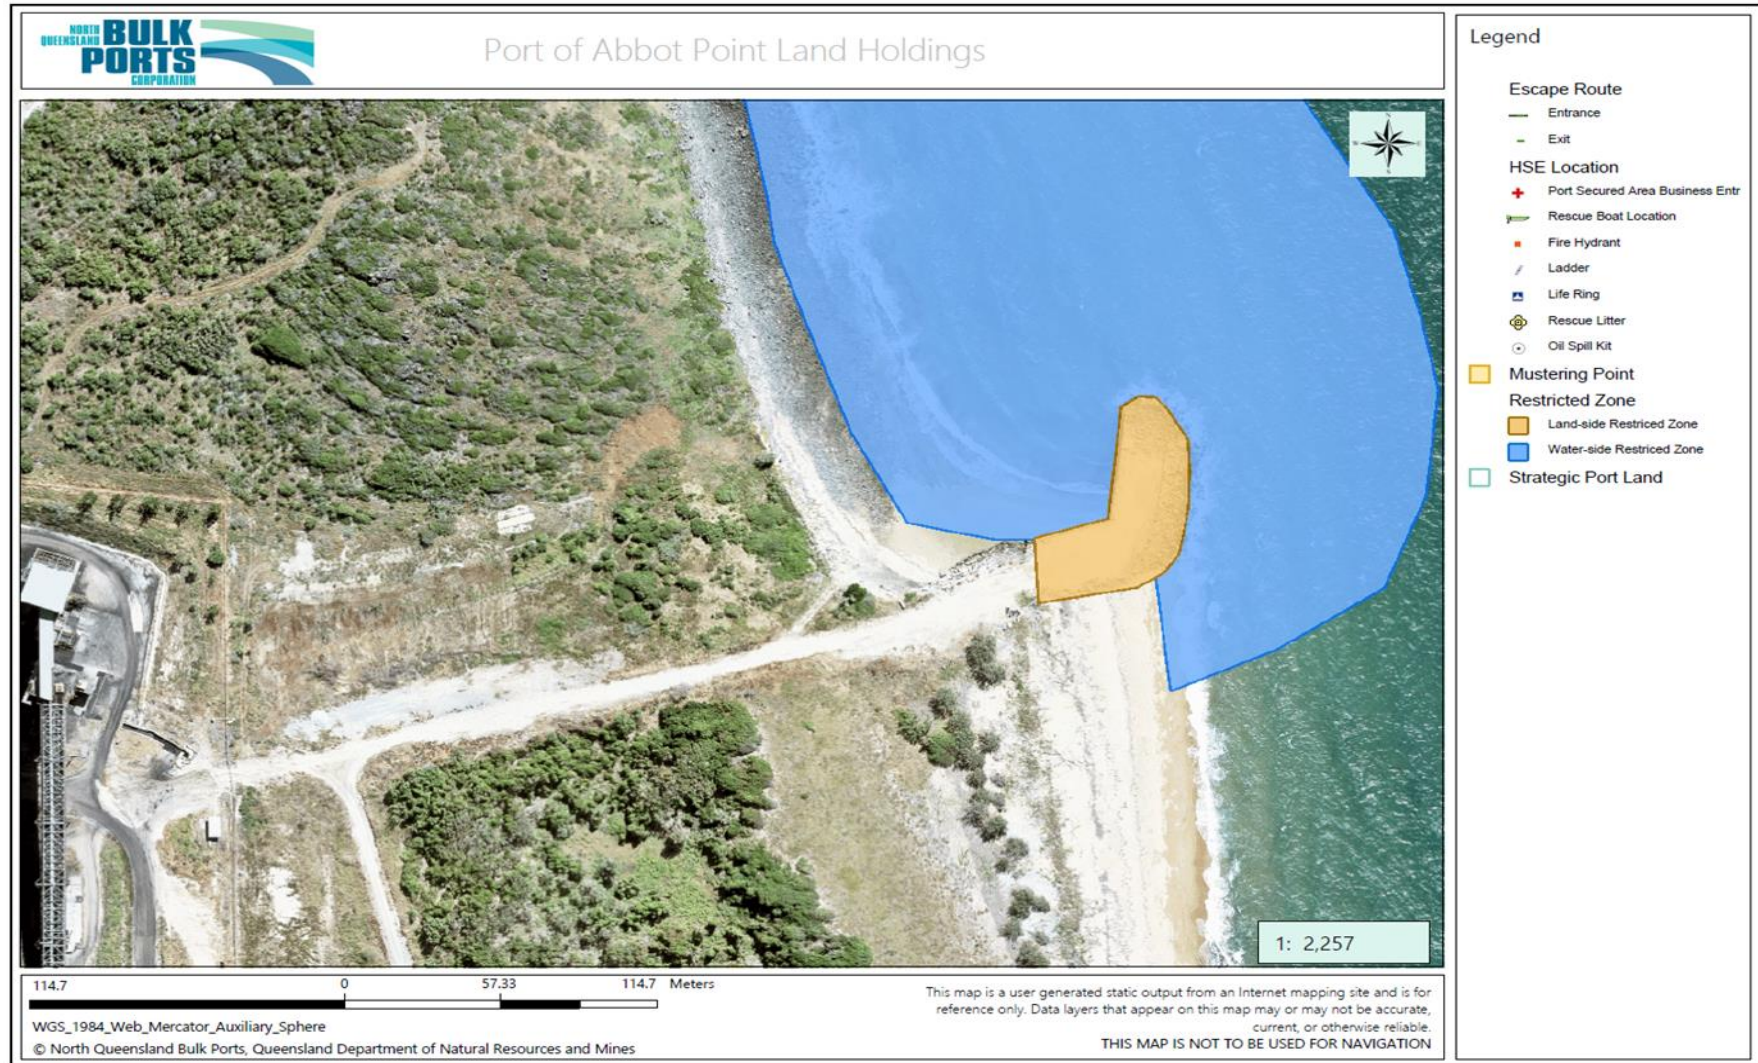 NORTH
QUEENSLAND
BULK
PORTS
CORPORATION
Port of Abbot Point Land Holdings
1: 2,257
Legend
Escape Route
Entrance
Exit
HSE Location
Port Secured Area Business Entr
Rescue Boat Location
Fire Hydrant
Ladder
Life Ring
Rescue Litter
Oil Spill Kit
Mustering Point
Restricted Zone
Land-side Restriced Zone
Water-side Restriced Zone
Strategic Port Land
114.7 0 57.33 114.7 Meters
WGS_1984_Web_Mercator_Auxiliary_Sphere
© North Queensland Bulk Ports, Queensland Department of Natural Resources and Mines
This map is a user generated static output from an Internet mapping site and is for
reference only. Data layers that appear on this map may or may not be accurate,
current, or otherwise reliable.
THIS MAP IS NOT TO BE USED FOR NAVIGATION